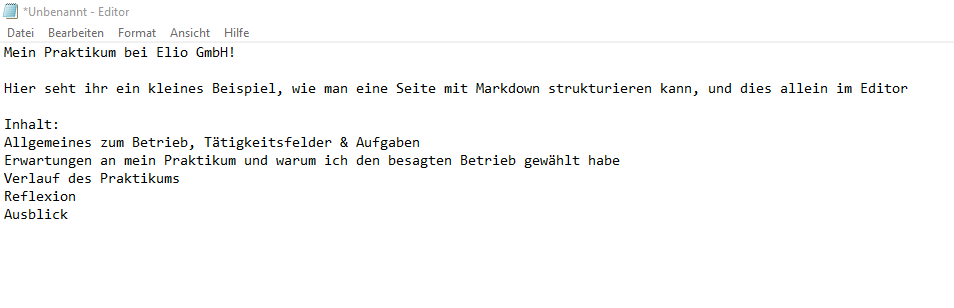 *Unbenannt - Editor
Datei Bearbeiten Format Ansicht Hilfe
Mein Praktikum bei Elio GmbH!
Hier seht ihr ein kleines Beispiel, wie man eine Seite mit Markdown strukturieren kann, und dies allein im Editor
Inhalt:
Allgemeines zum Betrieb, Tätigkeitsfelder & Aufgaben
Erwartungen an mein Praktikum und warum ich den besagten Betrieb gewählt habe
Verlauf des Praktikums
Reflexion
Ausblick